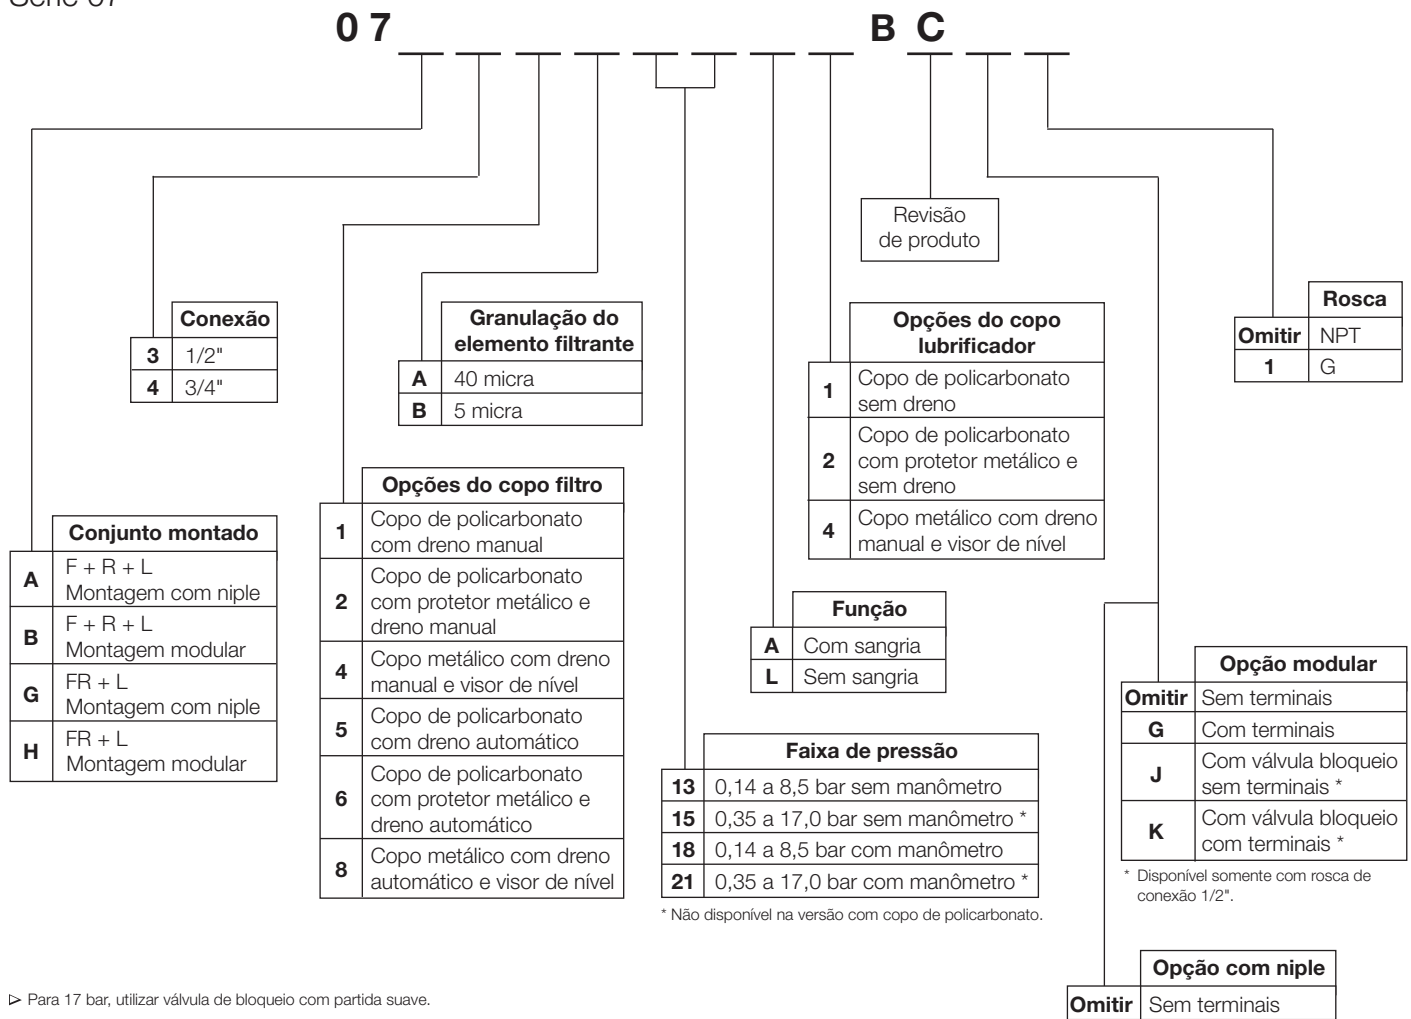 Série 07
07 B C
Revisão
de produto
Rosca
Omitir NPT
1 G
Conexão
3 1/2"
4 3/4"
Granulação do
elemento filtrante
A 40 micra
B 5 micra
Opções do copo
lubrificador
1 Copo de policarbonato
sem dreno
2 Copo de policarbonato
com protetor metálico e
sem dreno
4 Copo metálico com dreno
manual e visor de nível
Opções do copo filtro
1 Copo de policarbonato
com dreno manual
2 Copo de policarbonato
com protetor metálico e
dreno manual
4 Copo metálico com dreno
manual e visor de nível
5 Copo de policarbonato
com dreno automático
6 Copo de policarbonato
com protetor metálico e
dreno automático
8 Copo metálico com dreno
automático e visor de nível
Conjunto montado
A F + R + L
Montagem com niple
B F + R + L
Montagem modular
G FR + L
Montagem com niple
H FR + L
Montagem modular
Função
A Com sangria
L Sem sangria
Opção modular
Omitir Sem terminais
G Com terminais
J Com válvula bloqueio
sem terminais *
K Com válvula bloqueio
com terminais *
* Disponível somente com rosca de
conexão 1/2".
Faixa de pressão
13 0,14 a 8,5 bar sem manômetro
15 0,35 a 17,0 bar sem manômetro *
18 0,14 a 8,5 bar com manômetro
21 0,35 a 17,0 bar com manômetro *
* Não disponível na versão com copo de policarbonato.
Opção com niple
Omitir Sem terminais
▷ Para 17 bar, utilizar válvula de bloqueio com partida suave.